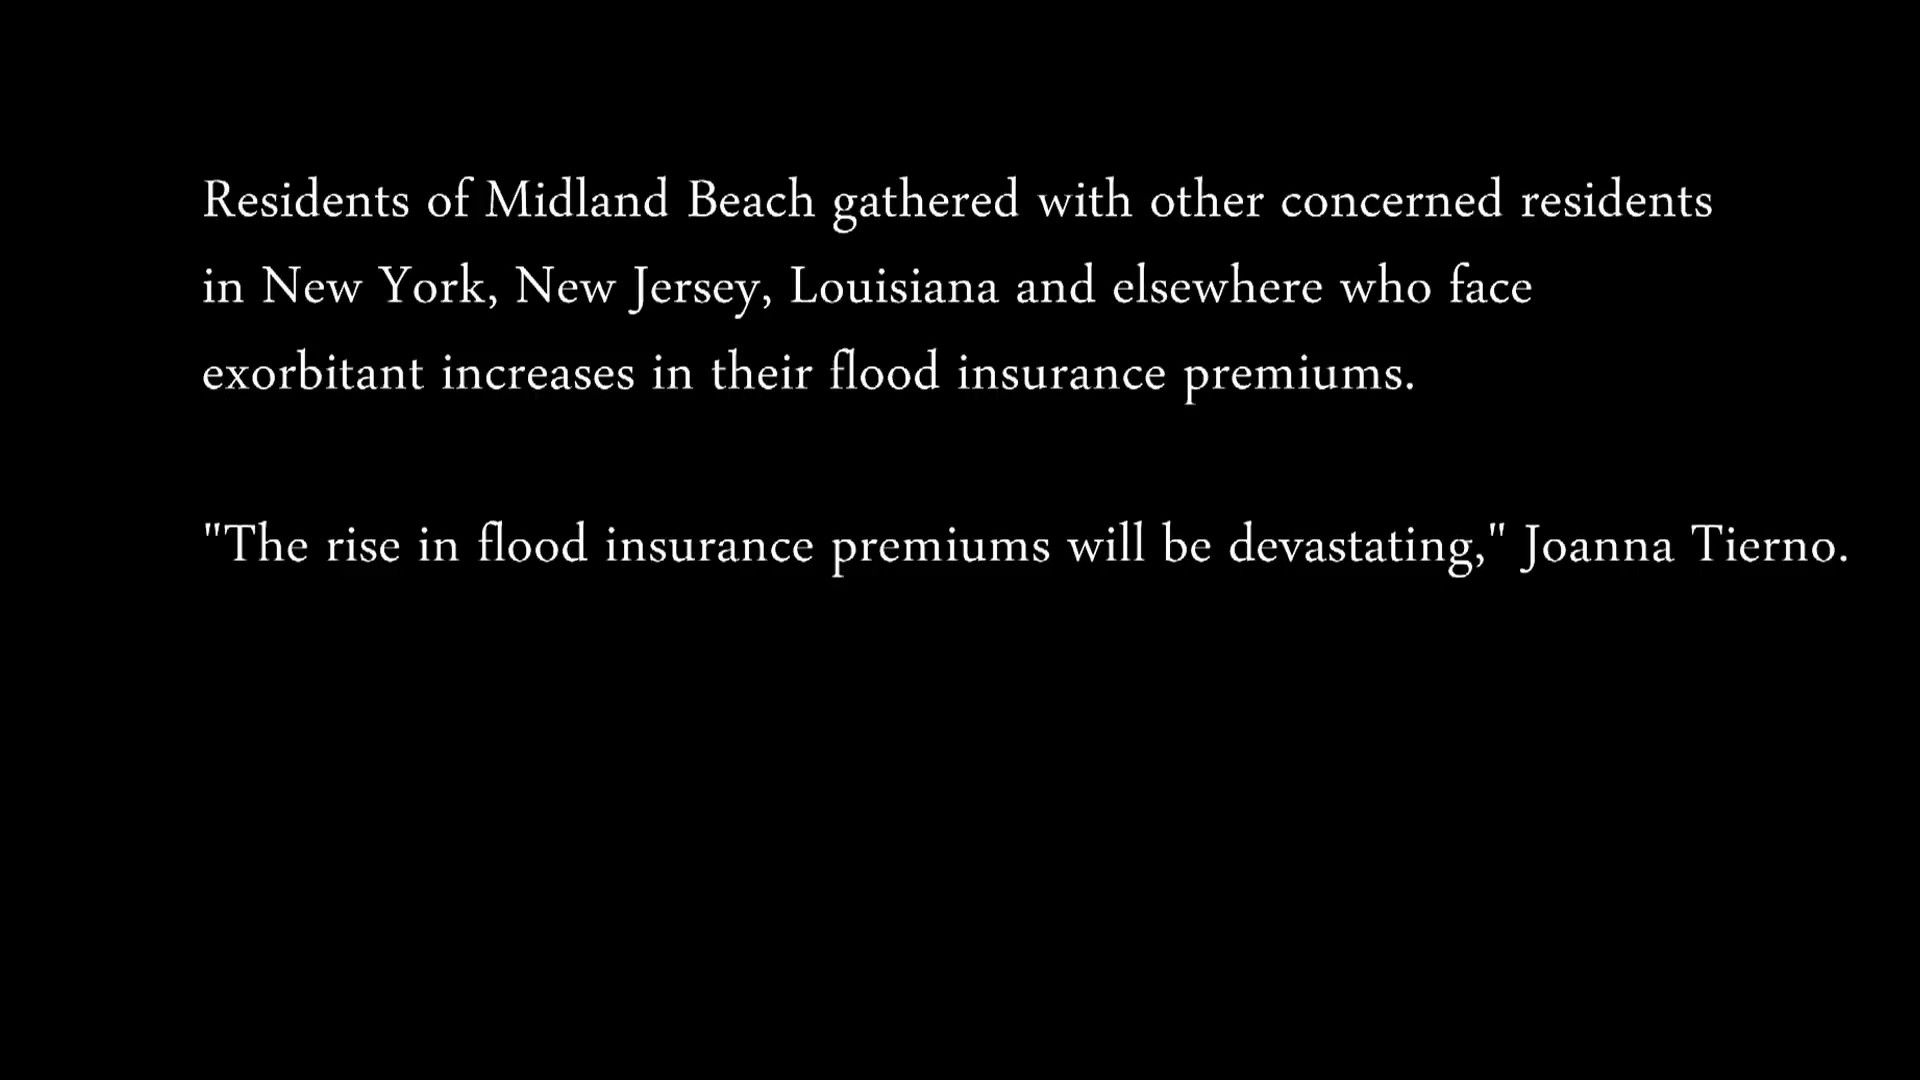 Residents of Midland Beach gathered with other concerned residents
in New York, New Jersey, Louisiana and elsewhere who face
exorbitant increases in their flood insurance premiums.
"The rise in flood insurance premiums will be devastating," Joanna Tierno.